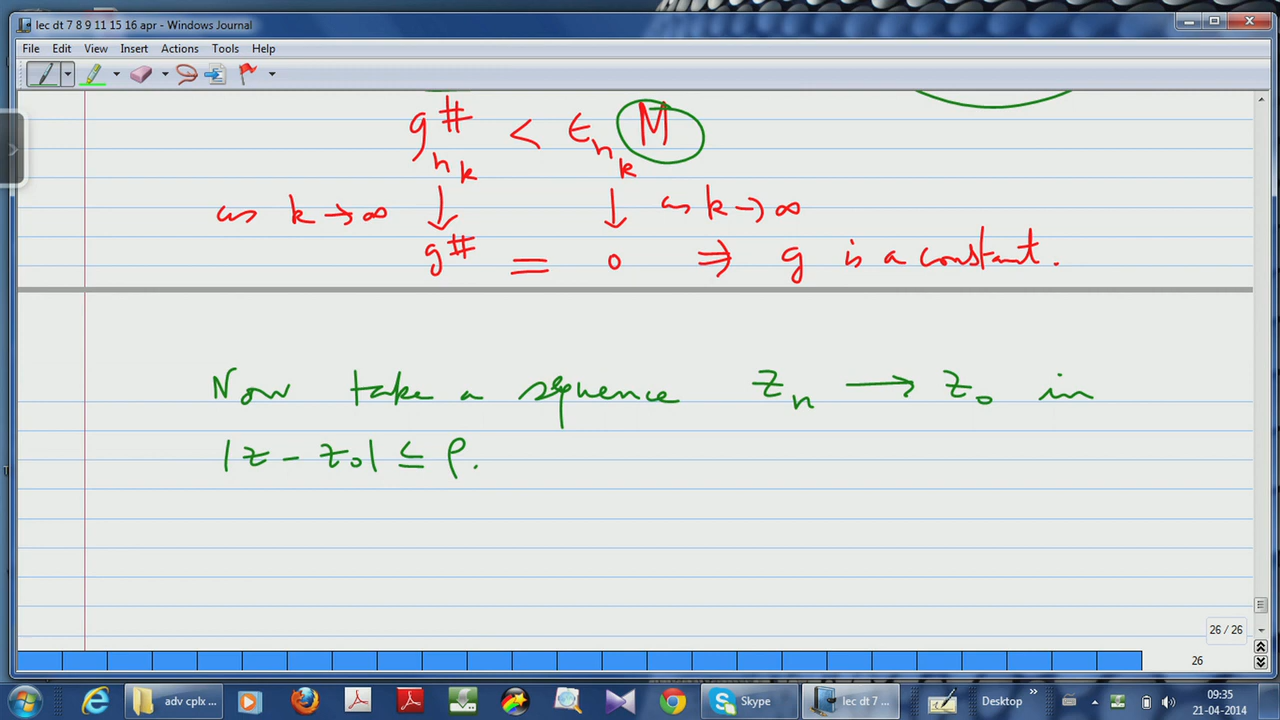 lec dt 7 8 9 11 15 16 apr - Windows Journal
File Edit View Insert Actions Tools Help
g#nk < ϵnk M
as k → ∞ ↓ ↓ as k → ∞
g# = 0 ⇒ g is a constant.
Now take a sequence zn → z0 in
|z - z0| ≤ ρ.
26 / 26
26
adv cplx ... Skype lec dt 7 ... Desktop » 09:35
21-04-2014